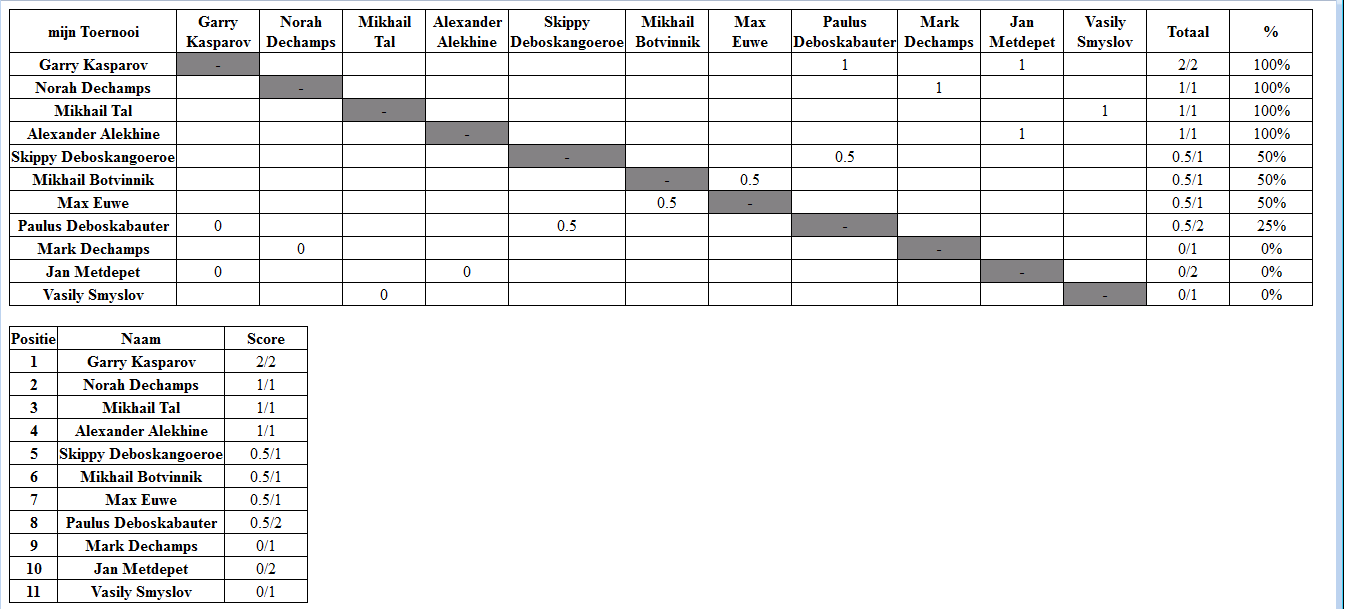 mijn Toernooi Garry Kasparov Norah Dechamps Mikhail Tal Alexander Alekhine Skippy Deboskangoeroe Mikhail Botvinnik Max Euwe Paulus Deboskabauter Mark Dechamps Jan Metdepet Vasily Smyslov Totaal %
Garry Kasparov - 1 1 2/2 100%
Norah Dechamps - 1 1/1 100%
Mikhail Tal - 1 1/1 100%
Alexander Alekhine - 1 1/1 100%
Skippy Deboskangoeroe - 0.5 0.5/1 50%
Mikhail Botvinnik - 0.5 0.5/1 50%
Max Euwe 0.5 - 0.5/1 50%
Paulus Deboskabauter 0 0.5 - 0.5/2 25%
Mark Dechamps 0 - 0/1 0%
Jan Metdepet 0 0 - 0/2 0%
Vasily Smyslov 0 - 0/1 0%
Positie Naam Score
1 Garry Kasparov 2/2
2 Norah Dechamps 1/1
3 Mikhail Tal 1/1
4 Alexander Alekhine 1/1
5 Skippy Deboskangoeroe 0.5/1
6 Mikhail Botvinnik 0.5/1
7 Max Euwe 0.5/1
8 Paulus Deboskabauter 0.5/2
9 Mark Dechamps 0/1
10 Jan Metdepet 0/2
11 Vasily Smyslov 0/1